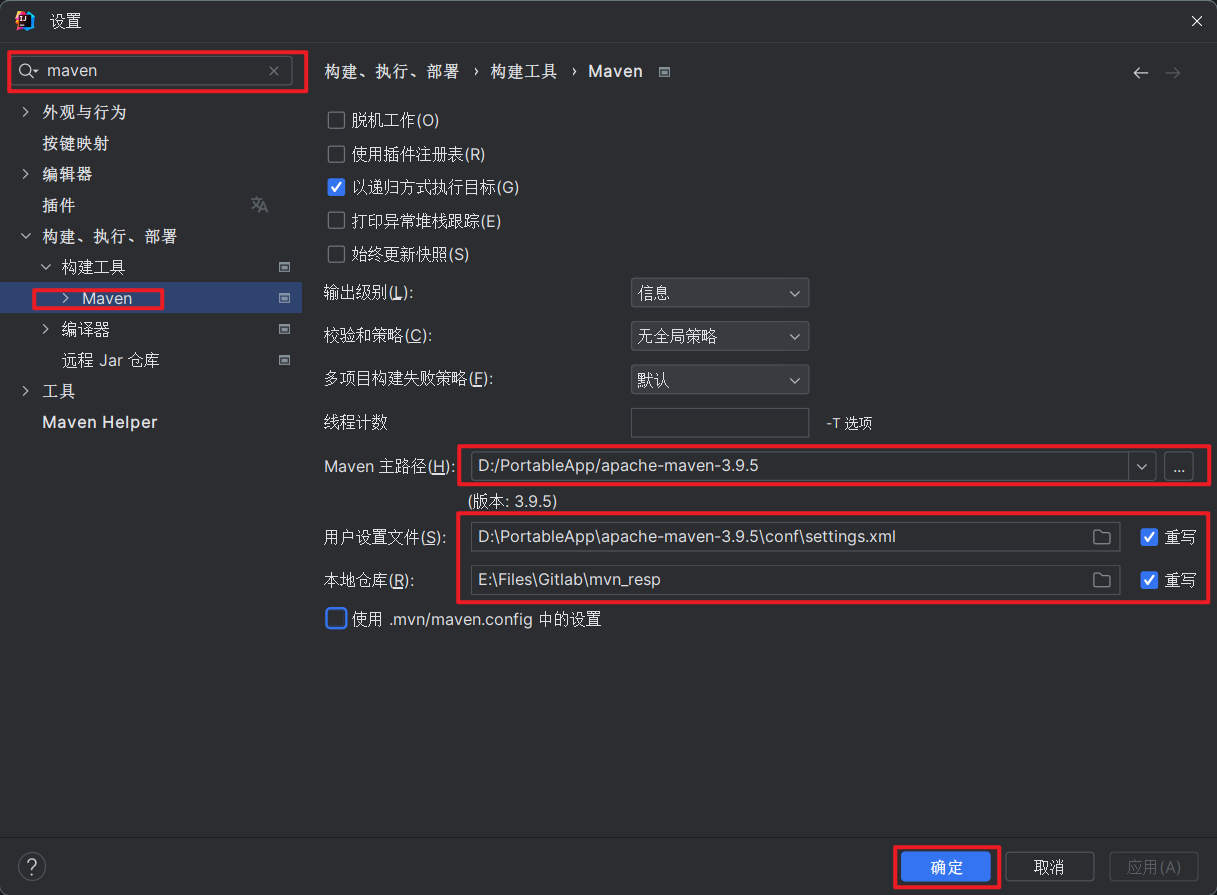 设置
maven
构建、执行、部署 › 构建工具 › Maven
外观与行为
按键映射
编辑器
插件
构建、执行、部署
构建工具
Maven
编译器
远程 Jar 仓库
工具
Maven Helper
脱机工作(O)
使用插件注册表(R)
以递归方式执行目标(G)
打印异常堆栈跟踪(E)
始终更新快照(S)
输出级别(L): 信息
校验和策略(C): 无全局策略
多项目构建失败策略(F): 默认
线程计数 -T 选项
Maven 主路径(H): D:/PortableApp/apache-maven-3.9.5 ...
(版本: 3.9.5)
用户设置文件(S): D:\PortableApp\apache-maven-3.9.5\conf\settings.xml 重写
本地仓库(R): E:\Files\Gitlab\mvn_resp 重写
使用 .mvn/maven.config 中的设置
? 确定 取消 应用(A)